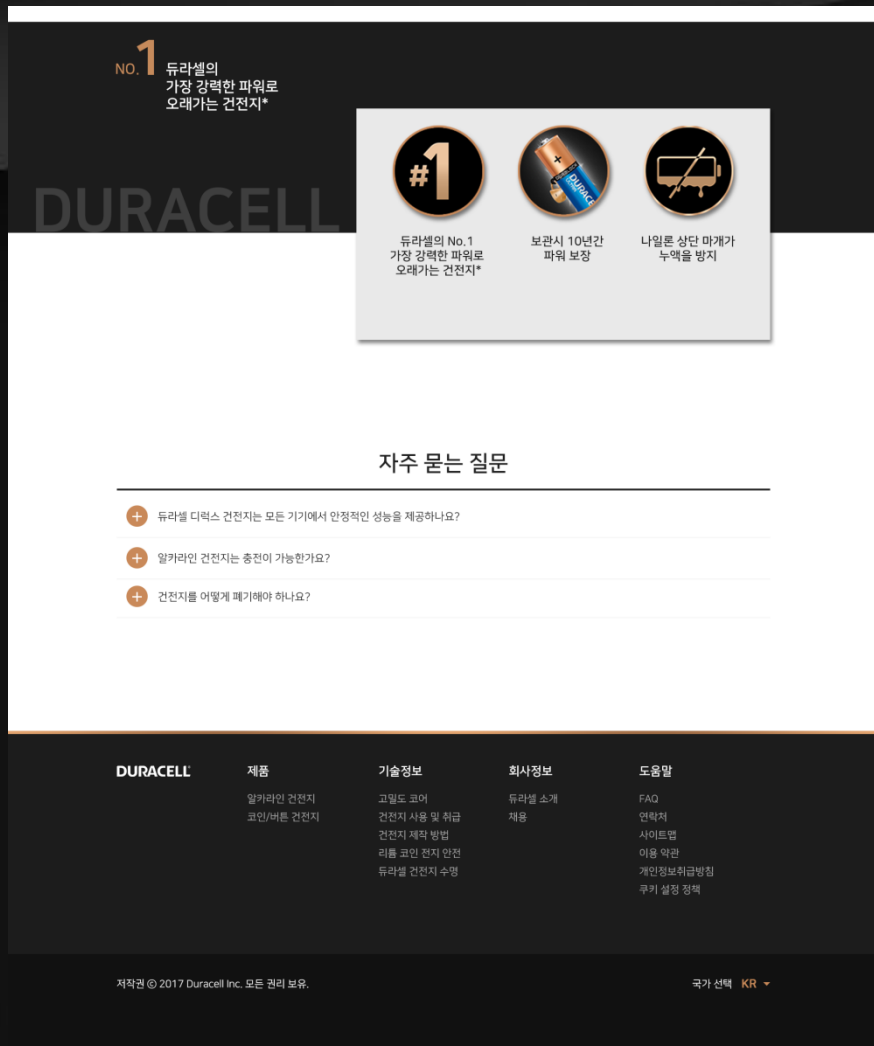 NO.1
듀라셀의
가장 강력한 파워로
오래가는 건전지*
DURACELL
#1
DURACELL
듀라셀의 No.1
가장 강력한 파워로
오래가는 건전지*
보관시 10년간
파워 보장
나일론 상단 마개가
누액을 방지
자주 묻는 질문
듀라셀 디럭스 건전지는 모든 기기에서 안정적인 성능을 제공하나요?
알카라인 건전지는 충전이 가능한가요?
건전지를 어떻게 폐기해야 하나요?
DURACELL
제품
알카라인 건전지
코인/버튼 건전지
기술정보
고밀도 코어
건전지 사용 및 취급
건전지 제작 방법
리튬 코인 전지 안전
듀라셀 건전지 수명
회사정보
듀라셀 소개
채용
도움말
FAQ
연락처
사이트맵
이용 약관
개인정보취급방침
쿠키 설정 정책
저작권 © 2017 Duracell Inc. 모든 권리 보유.
국가 선택 KR